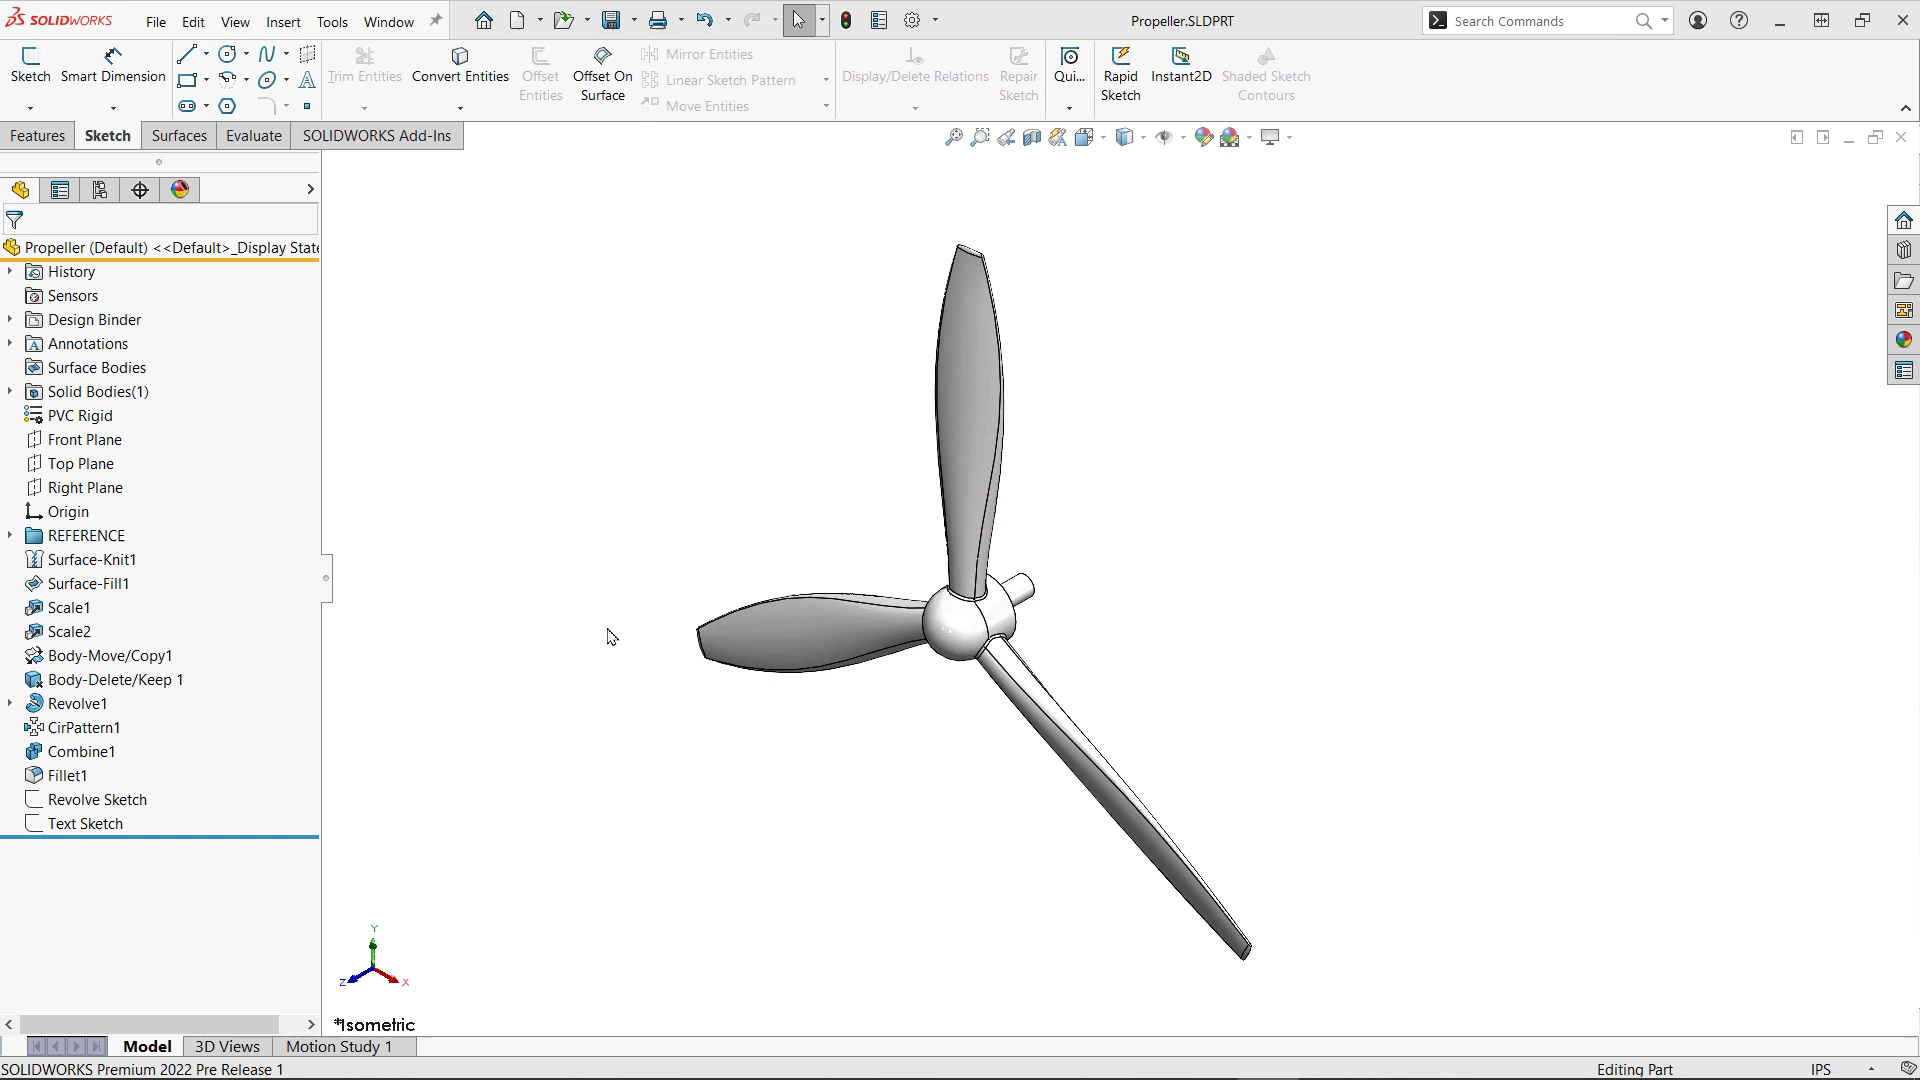 SOLIDWORKS File Edit View Insert Tools Window Propeller.SLDPRT Search Commands
Sketch Smart Dimension Trim Entities Convert Entities Offset Entities Offset On Surface Mirror Entities Display/Delete Relations Repair Sketch Qui... Rapid Sketch Instant2D Shaded Sketch Contours
Linear Sketch Pattern
Move Entities
Features Sketch Surfaces Evaluate SOLIDWORKS Add-Ins
Propeller (Default) <<Default>_Display State
History
Sensors
Design Binder
Annotations
Surface Bodies
Solid Bodies(1)
PVC Rigid
Front Plane
Top Plane
Right Plane
Origin
REFERENCE
Surface-Knit1
Surface-Fill1
Scale1
Scale2
Body-Move/Copy1
Body-Delete/Keep 1
Revolve1
CirPattern1
Combine1
Fillet1
Revolve Sketch
Text Sketch
Y
Z X
*Isometric
Model 3D Views Motion Study 1
SOLIDWORKS Premium 2022 Pre Release 1 Editing Part IPS